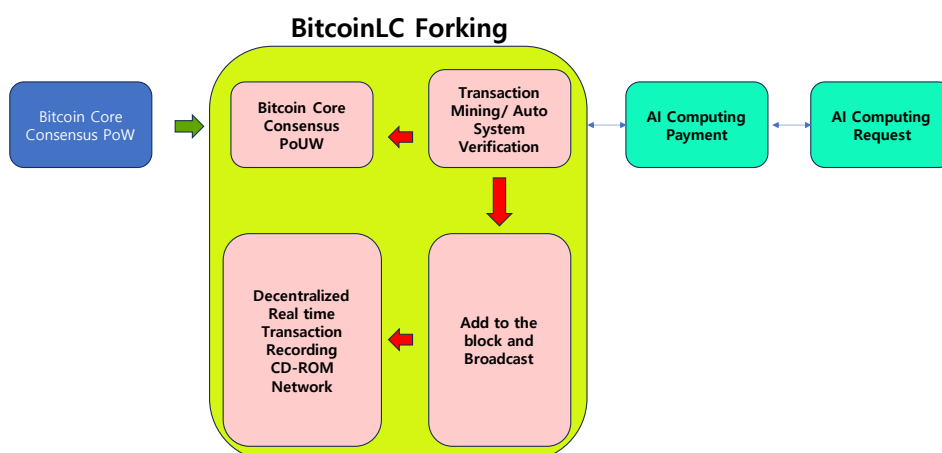 BitcoinLC Forking
Bitcoin Core
Consensus PoW
Bitcoin Core
Consensus
PoUW
Transaction
Mining/ Auto
System
Verification
AI Computing
Payment
AI Computing
Request
Decentralized
Real time
Transaction
Recording
CD-ROM
Network
Add to the
block and
Broadcast